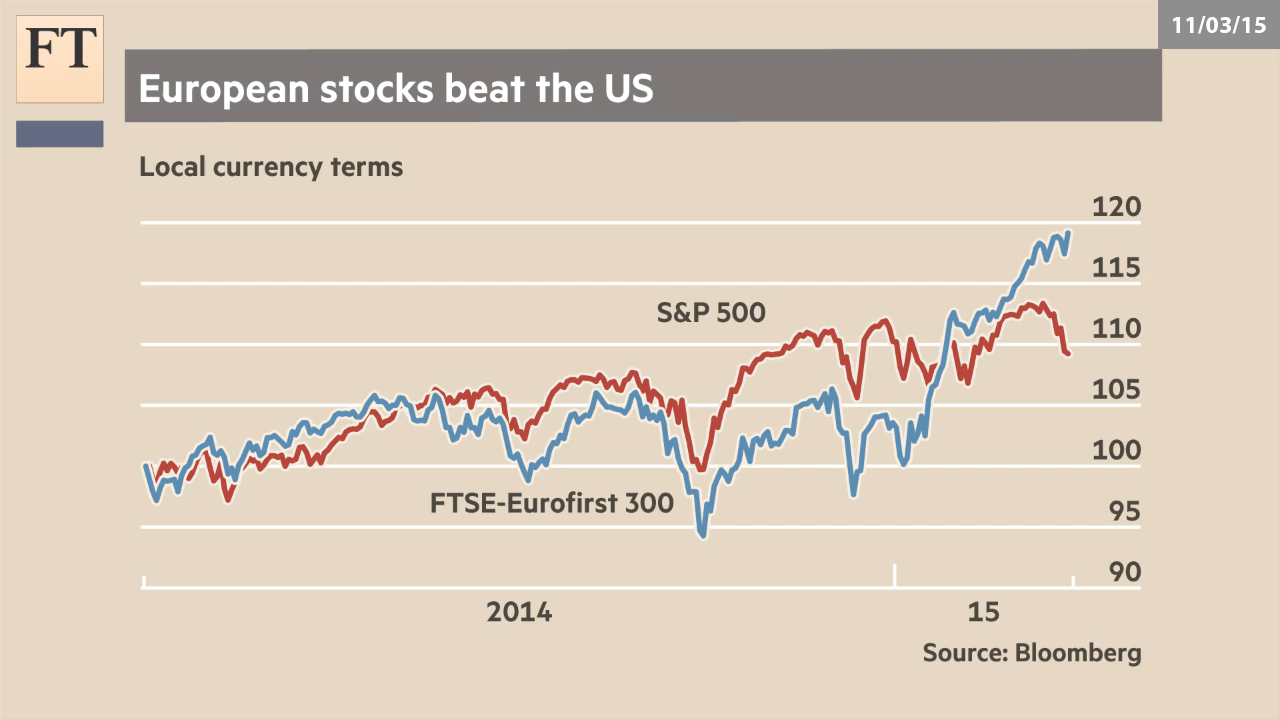 11/03/15
FT
European stocks beat the US
Local currency terms
120
115
S&P 500
110
105
100
FTSE-Eurofirst 300
95
90
2014
15
Source: Bloomberg